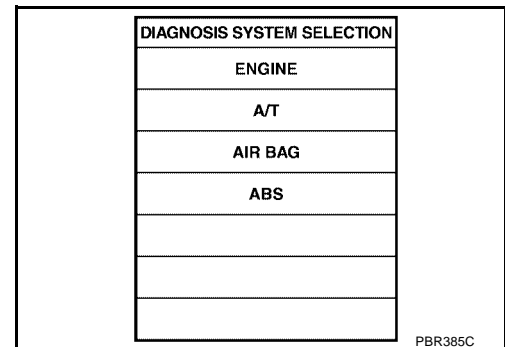 DIAGNOSIS SYSTEM SELECTION
ENGINE
A/T
AIR BAG
ABS
PBR385C